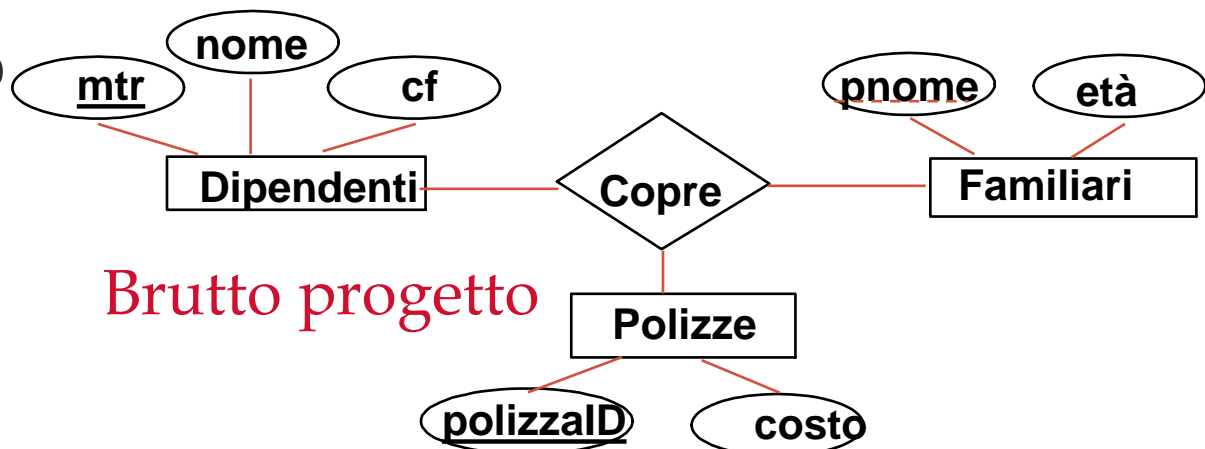 nome
mtr
cf
pnome
età
Dipendenti
Copre
Familiari
Brutto progetto
Polizze
polizzaID
costo